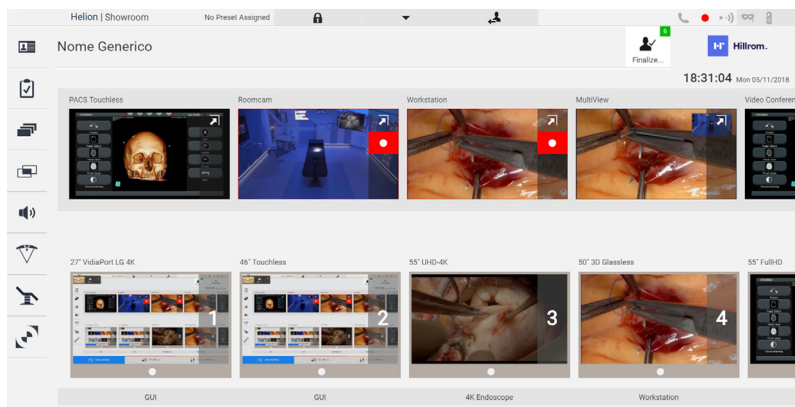 Helion | Showroom
No Preset Assigned
Nome Generico
6
Finalize...
H Hillrom.
18:31:04 Mon 05/11/2018
PACS Touchless
Roomcam
Workstation
MultiView
Video Conferen
27" VidiaPort LG 4K
46" Touchless
55" UHD-4K
50" 3D Glassless
55" FullHD
1
2
3
4
GUI
GUI
4K Endoscope
Workstation